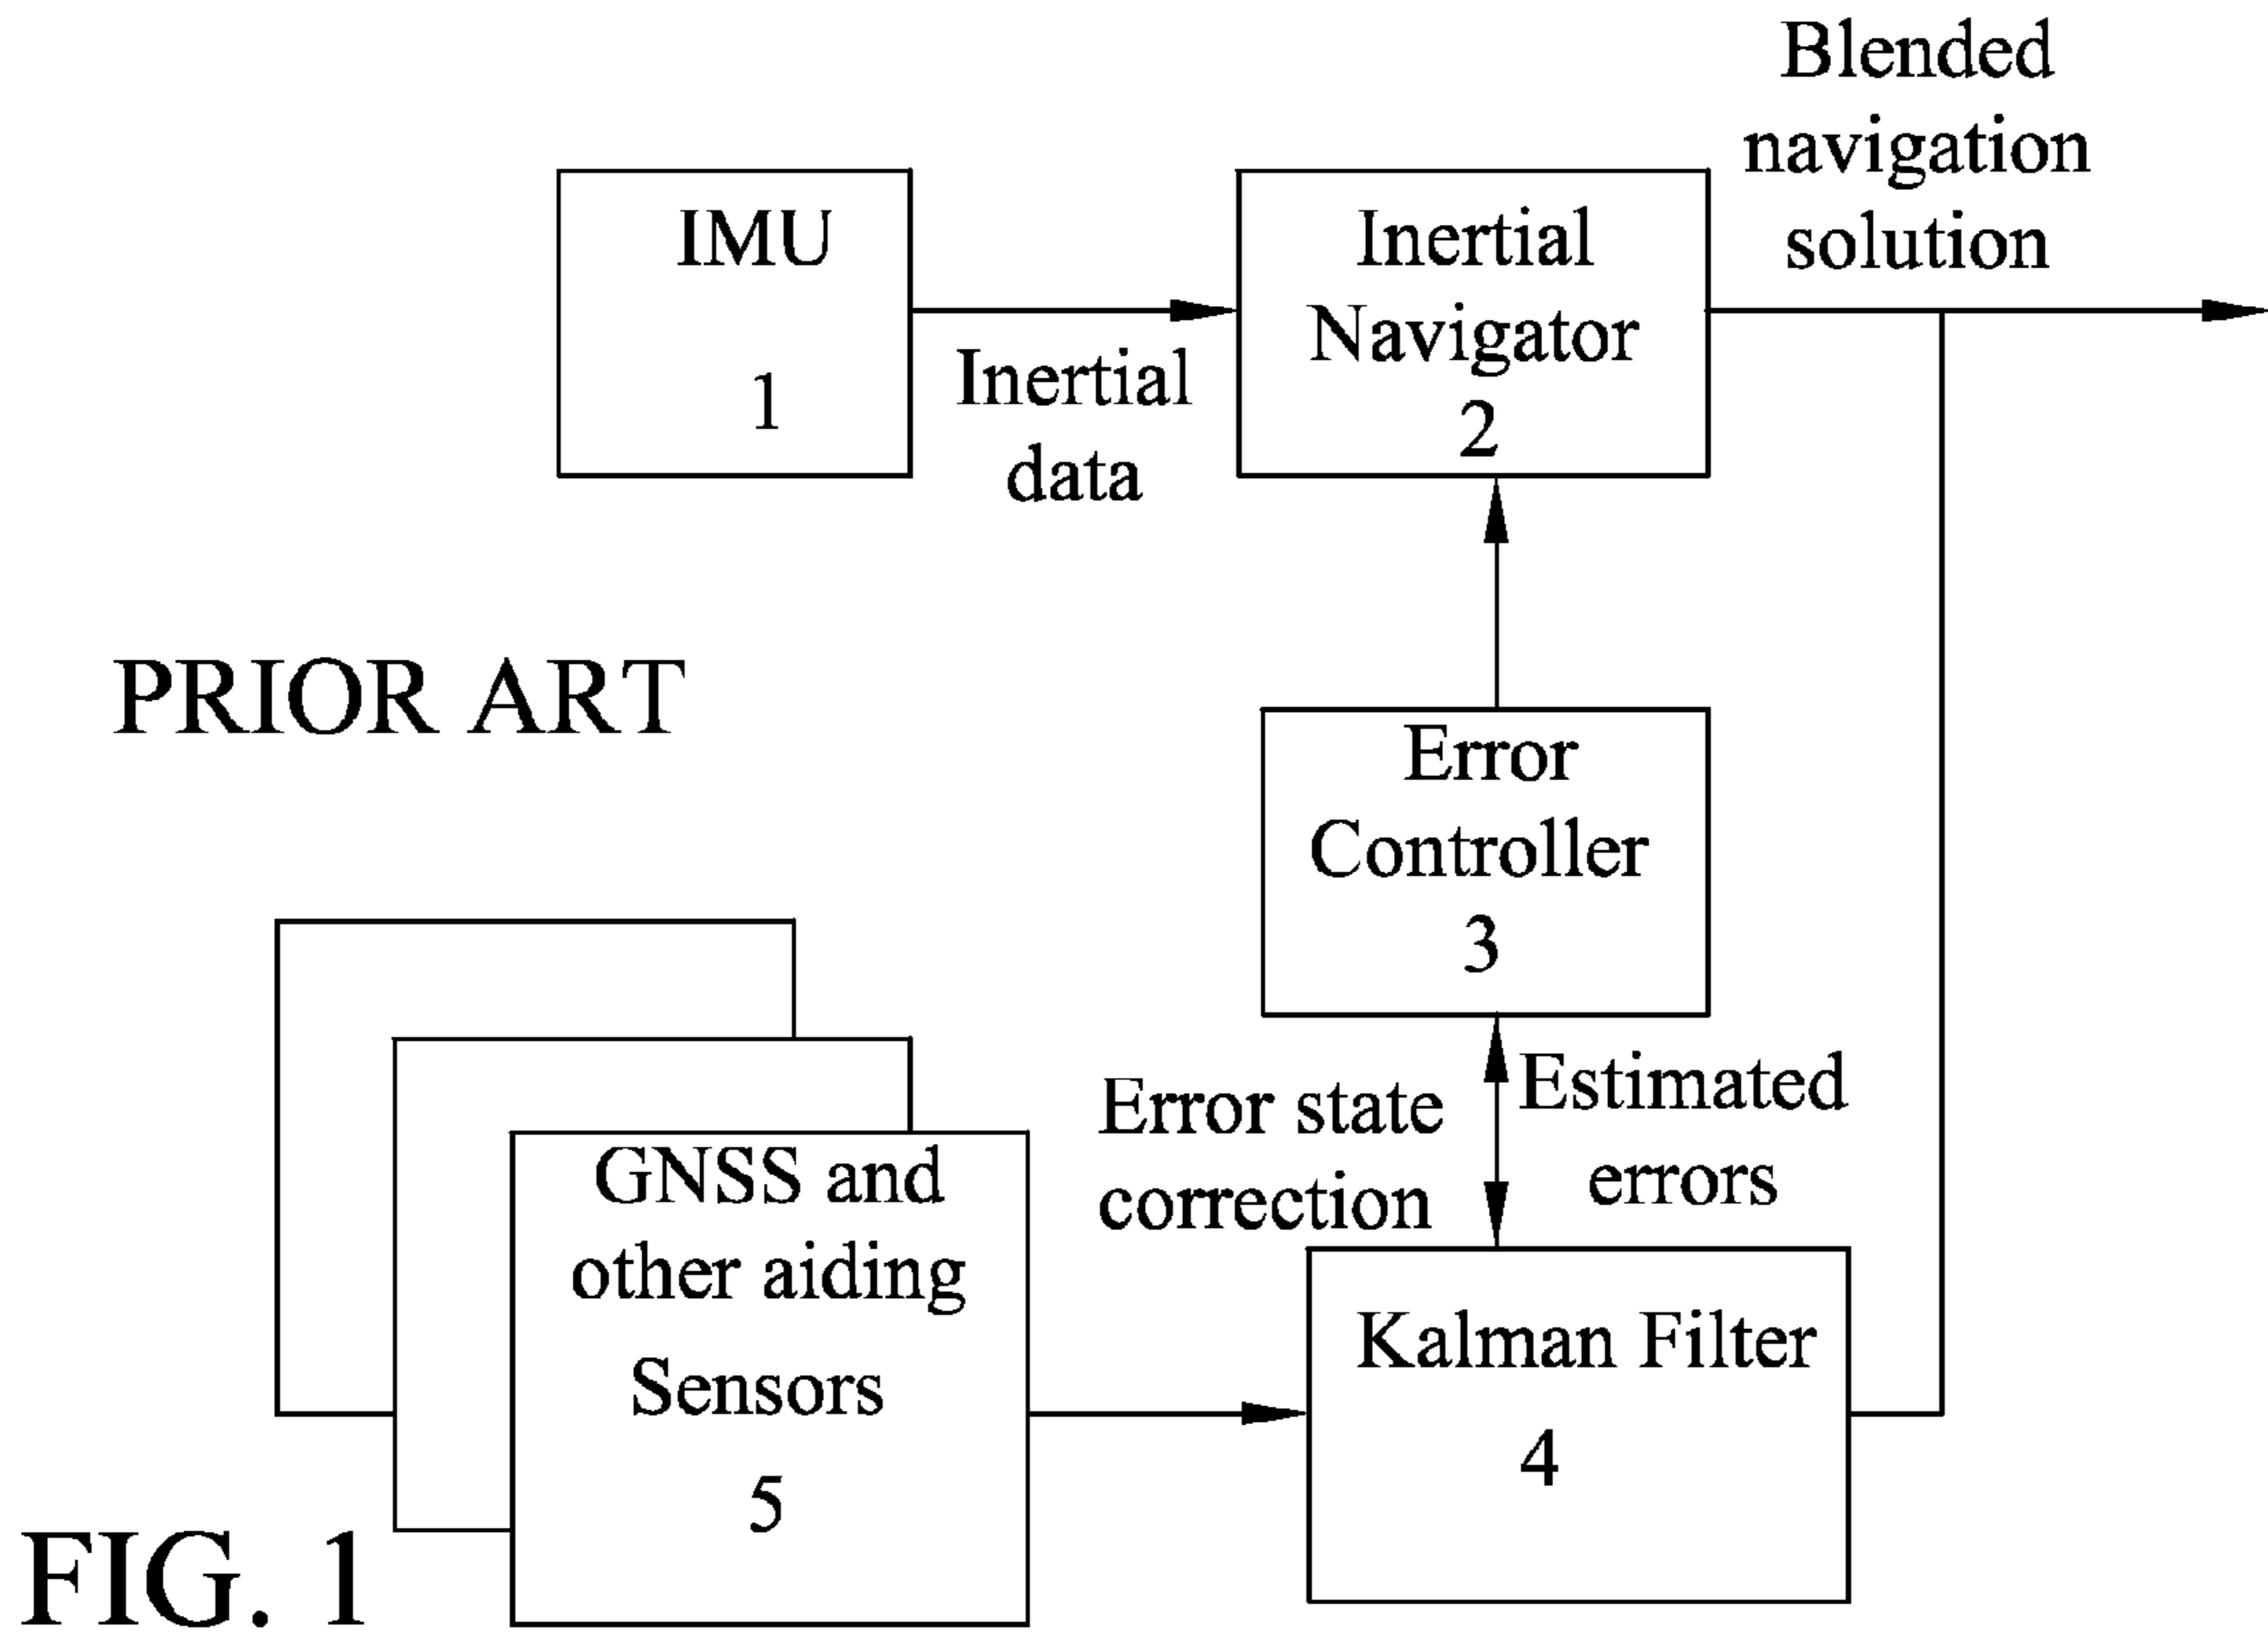 Blended
navigation
solution
IMU
1
Inertial
data
Inertial
Navigator
2
PRIOR ART
Error
Controller
3
Error state
correction
Estimated
errors
GNSS and
other aiding
Sensors
5
Kalman Filter
4
FIG. 1